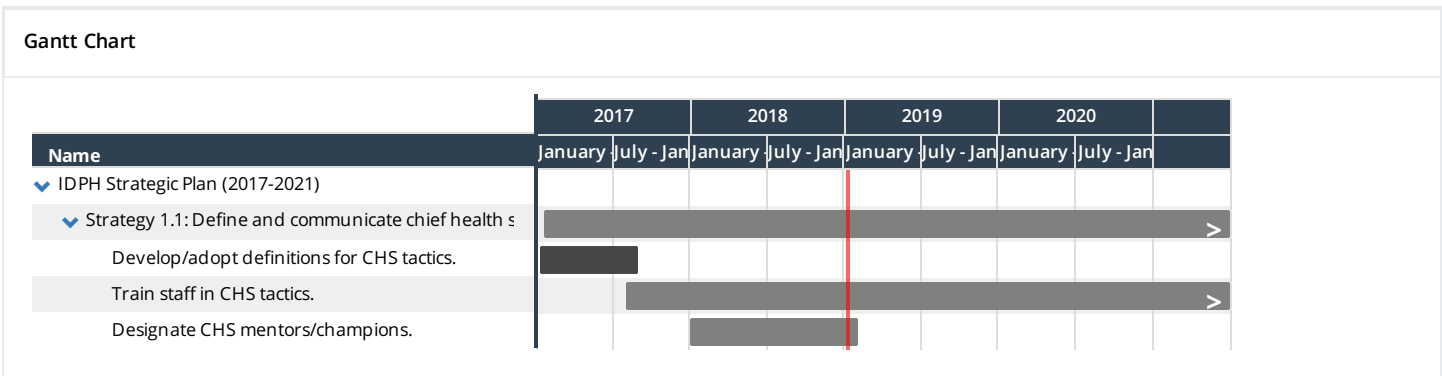 Gantt Chart
2017 2018 2019 2020
January - July - Jan January - July - Jan January - July - Jan January - July - Jan
Name
IDPH Strategic Plan (2017-2021)
Strategy 1.1: Define and communicate chief health s
>
Develop/adopt definitions for CHS tactics.
Train staff in CHS tactics.
>
Designate CHS mentors/champions.